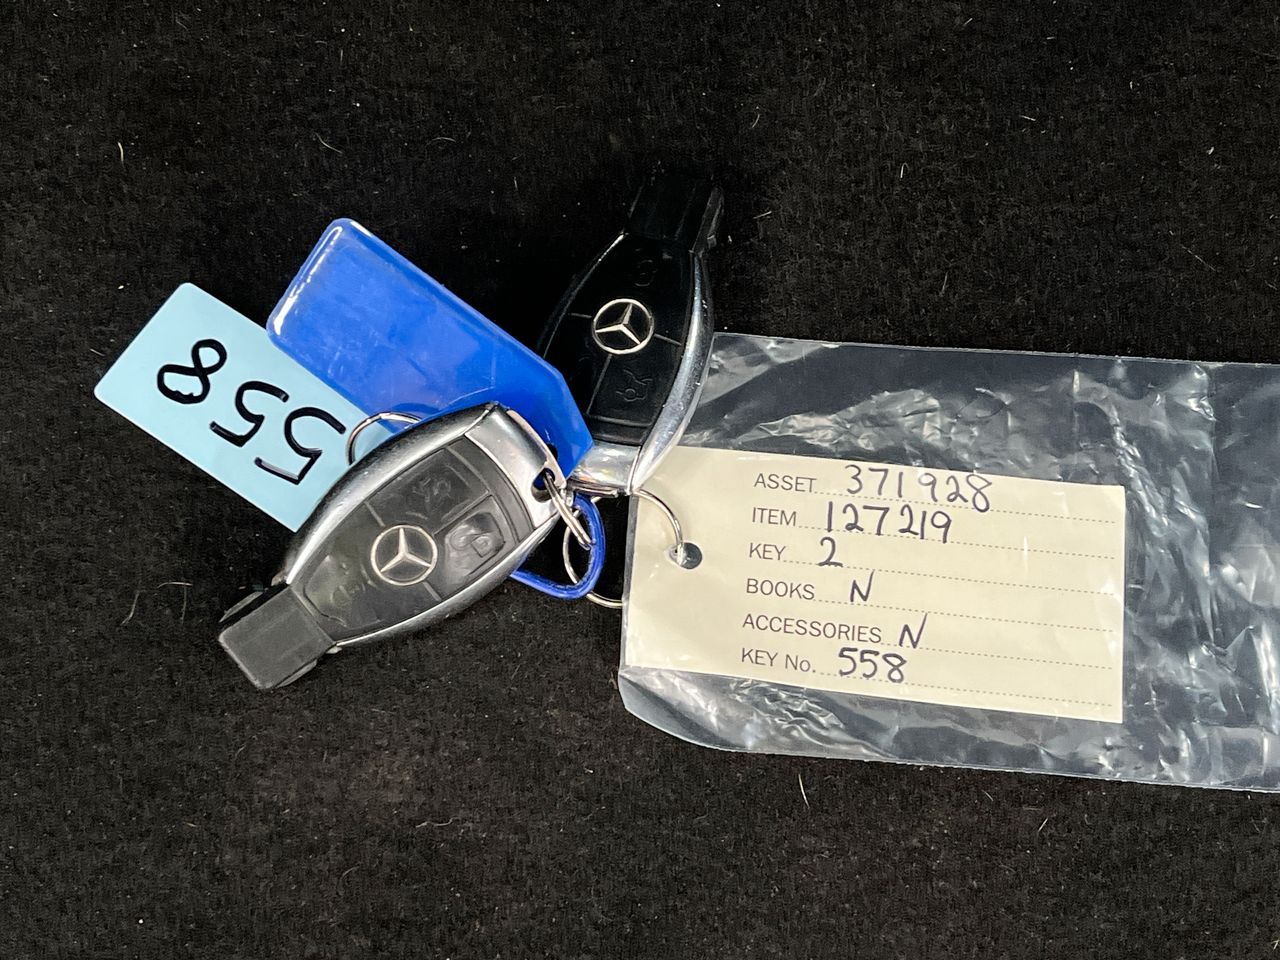 558
ASSET 371928
ITEM 127219
KEY 2
BOOKS N
ACCESSORIES N
KEY No. 558